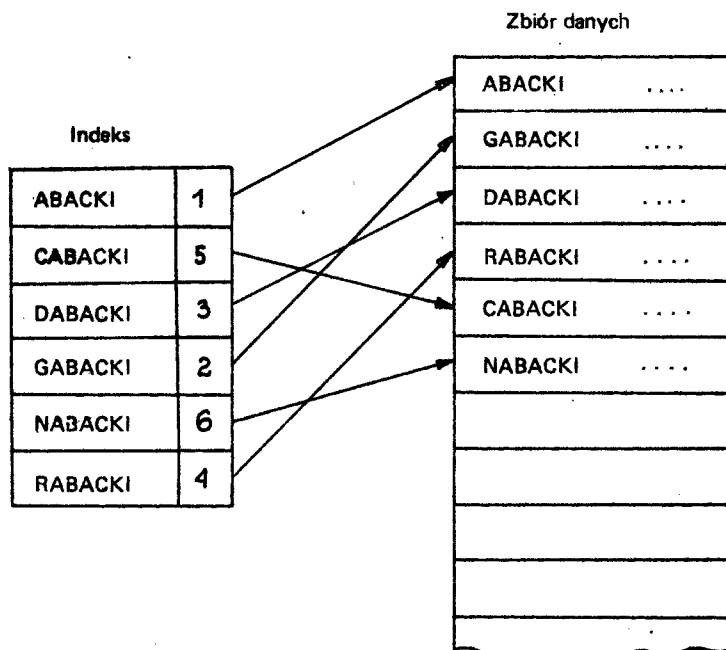 Zbiór danych
Indeks
ABACKI 1
CABACKI 5
DABACKI 3
GABACKI 2
NABACKI 6
RABACKI 4
ABACKI ....
GABACKI ....
DABACKI ....
RABACKI ....
CABACKI ....
NABACKI ....